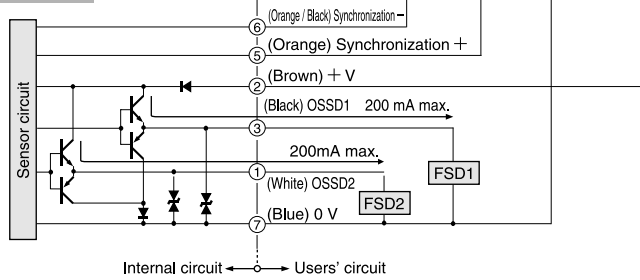 6 (Orange / Black) Synchronization −
5 (Orange) Synchronization +
2 (Brown) + V
(Black) OSSD1 200 mA max.
3
200mA max.
1
(White) OSSD2
7 (Blue) 0 V
Sensor circuit
FSD1
FSD2
Internal circuit Users' circuit